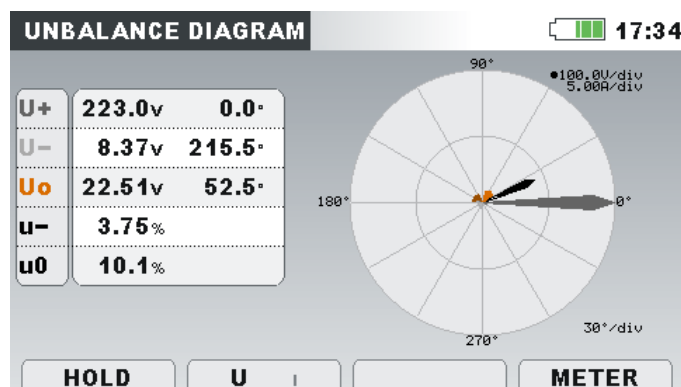 UNBALANCE DIAGRAM 17:34
90°
●100.0V/div
5.00A/div
U+ 223.0V 0.0°
U- 8.37V 215.5°
Uo 22.51V 52.5°
180° 0°
u- 3.75%
u0 10.1%
30°/div
270°
HOLD U I METER